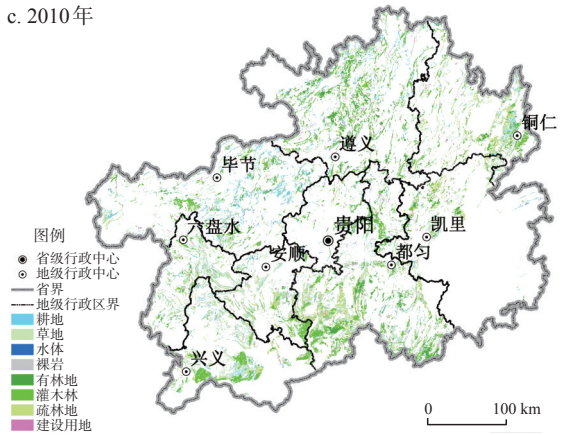 c. 2010年
铜仁
遵义
毕节
六盘水
贵阳
凯里
安顺
都匀
兴义
图例
省级行政中心
地级行政中心
省界
地级行政区界
耕地
草地
水体
裸岩
有林地
灌木林
疏林地
建设用地
0 100 km